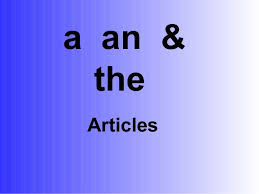 a an &
the
Articles